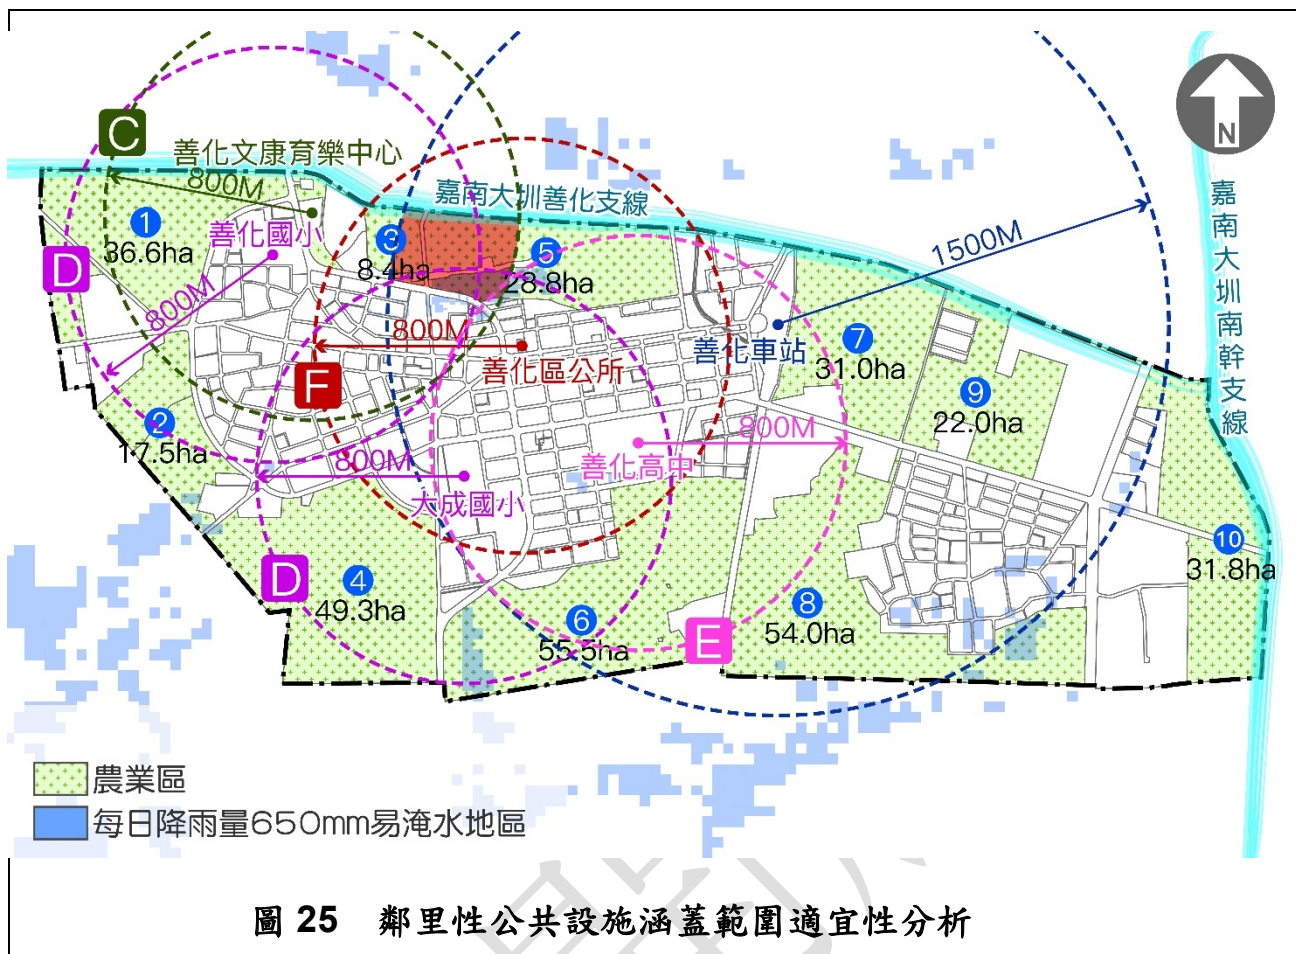 N
C
善化文康育樂中心
800M
嘉南大圳善化支線
嘉南大圳南幹支線
1
36.6ha
善化國小
D
800M
3
8.4ha
5
28.8ha
1500M
800M
善化區公所
F
善化車站
7
31.0ha
9
22.0ha
2
17.5ha
800M
大成國小
800M
善化高中
D
4
49.3ha
6
55.5ha
E
8
54.0ha
10
31.8ha
農業區
每日降雨量650mm易淹水地區
圖 25 鄰里性公共設施涵蓋範圍適宜性分析